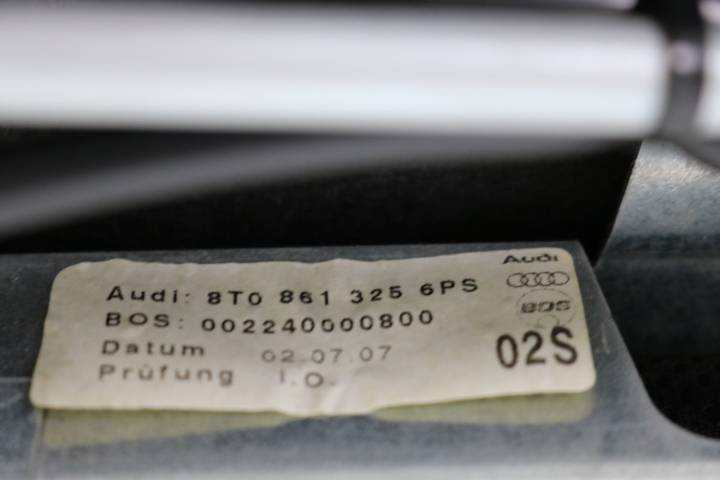 Audi: 8T0 861 325 6PS
BOS: 002240000800
Datum 02.07.07
Prüfung i.O.
Audi
BOS
02S